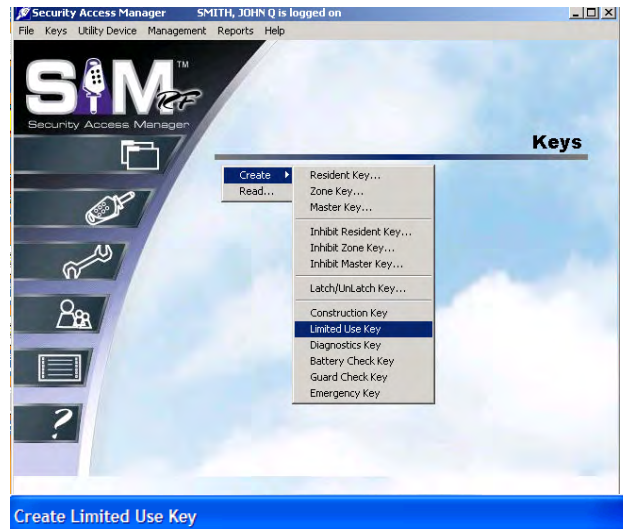 Security Access Manager SMITH, JOHN Q is logged on
File Keys Utility Device Management Reports Help
SAM TM
RF
Security Access Manager
Keys
Create
Read...
Resident Key...
Zone Key...
Master Key...
Inhibit Resident Key...
Inhibit Zone Key...
Inhibit Master Key...
Latch/UnLatch Key...
Construction Key
Limited Use Key
Diagnostics Key
Battery Check Key
Guard Check Key
Emergency Key
?
Create Limited Use Key